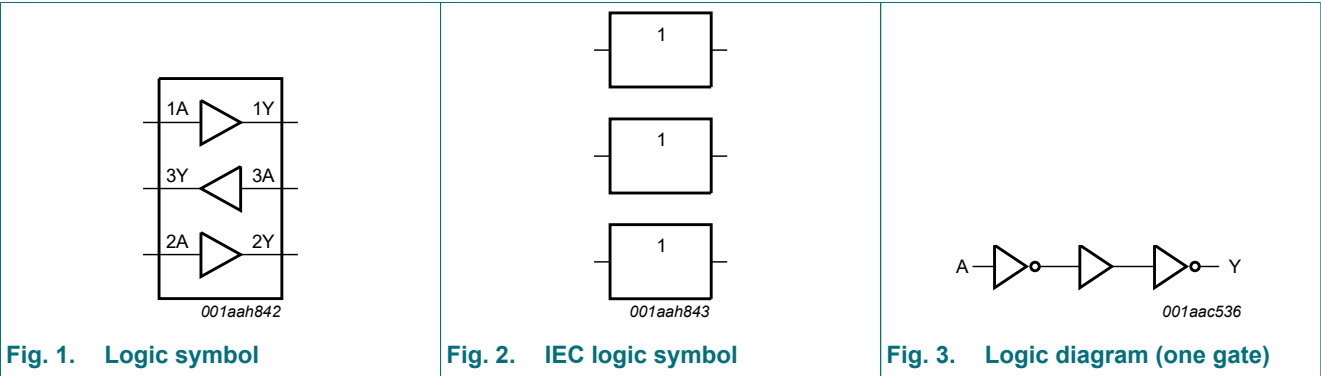 1A 1Y
3Y 3A
2A 2Y
001aah842
Fig. 1. Logic symbol
1
1
1
001aah843
Fig. 2. IEC logic symbol
A Y
001aac536
Fig. 3. Logic diagram (one gate)